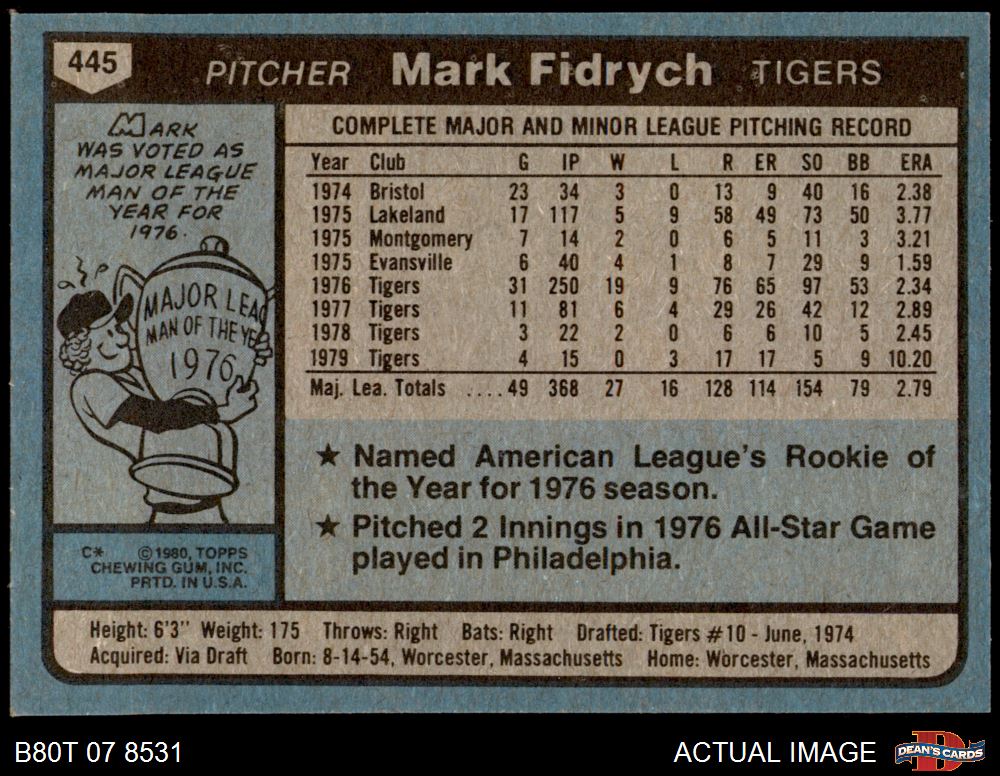 445 PITCHER Mark Fidrych TIGERS
MARK
WAS VOTED AS
MAJOR LEAGUE
MAN OF THE
YEAR FOR
1976.
MAJOR LEAG
MAN OF THE YE
1976
C* © 1980, TOPPS
CHEWING GUM, INC.
PRTD. IN U.S.A.
COMPLETE MAJOR AND MINOR LEAGUE PITCHING RECORD
Year Club G IP W L R ER SO BB ERA
1974 Bristol 23 34 3 0 13 9 40 16 2.38
1975 Lakeland 17 117 5 9 58 49 73 50 3.77
1975 Montgomery 7 14 2 0 6 5 11 3 3.21
1975 Evansville 6 40 4 1 8 7 29 9 1.59
1976 Tigers 31 250 19 9 76 65 97 53 2.34
1977 Tigers 11 81 6 4 29 26 42 12 2.89
1978 Tigers 3 22 2 0 6 6 10 5 2.45
1979 Tigers 4 15 0 3 17 17 5 9 10.20
Maj. Lea. Totals ....49 368 27 16 128 114 154 79 2.79
★ Named American League's Rookie of
the Year for 1976 season.
★ Pitched 2 Innings in 1976 All-Star Game
played in Philadelphia.
Height: 6'3" Weight: 175 Throws: Right Bats: Right Drafted: Tigers #10 - June, 1974
Acquired: Via Draft Born: 8-14-54, Worcester, Massachusetts Home: Worcester, Massachusetts
B80T 07 8531 ACTUAL IMAGE DEAN'S CARDS